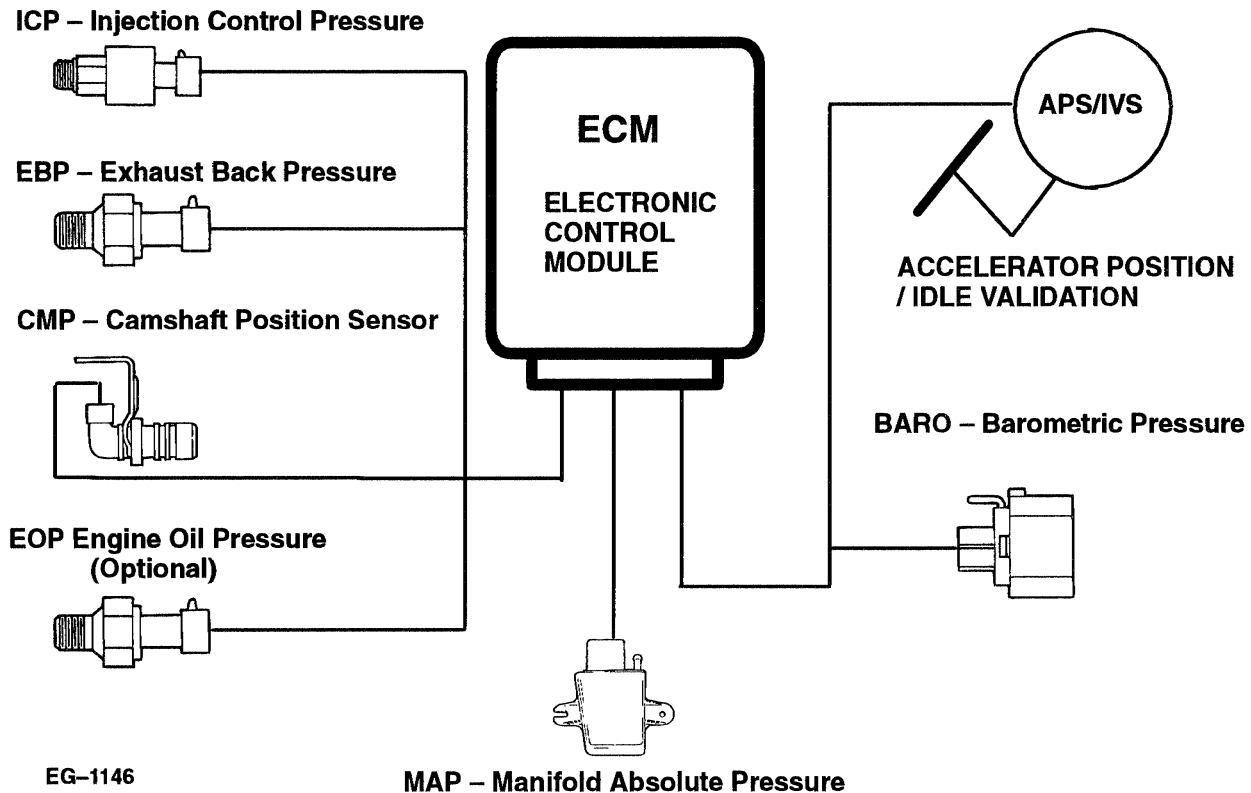 ICP – Injection Control Pressure
EBP – Exhaust Back Pressure
CMP – Camshaft Position Sensor
EOP Engine Oil Pressure
(Optional)
ECM
ELECTRONIC
CONTROL
MODULE
APS/IVS
ACCELERATOR POSITION
/ IDLE VALIDATION
BARO – Barometric Pressure
MAP – Manifold Absolute Pressure
EG–1146